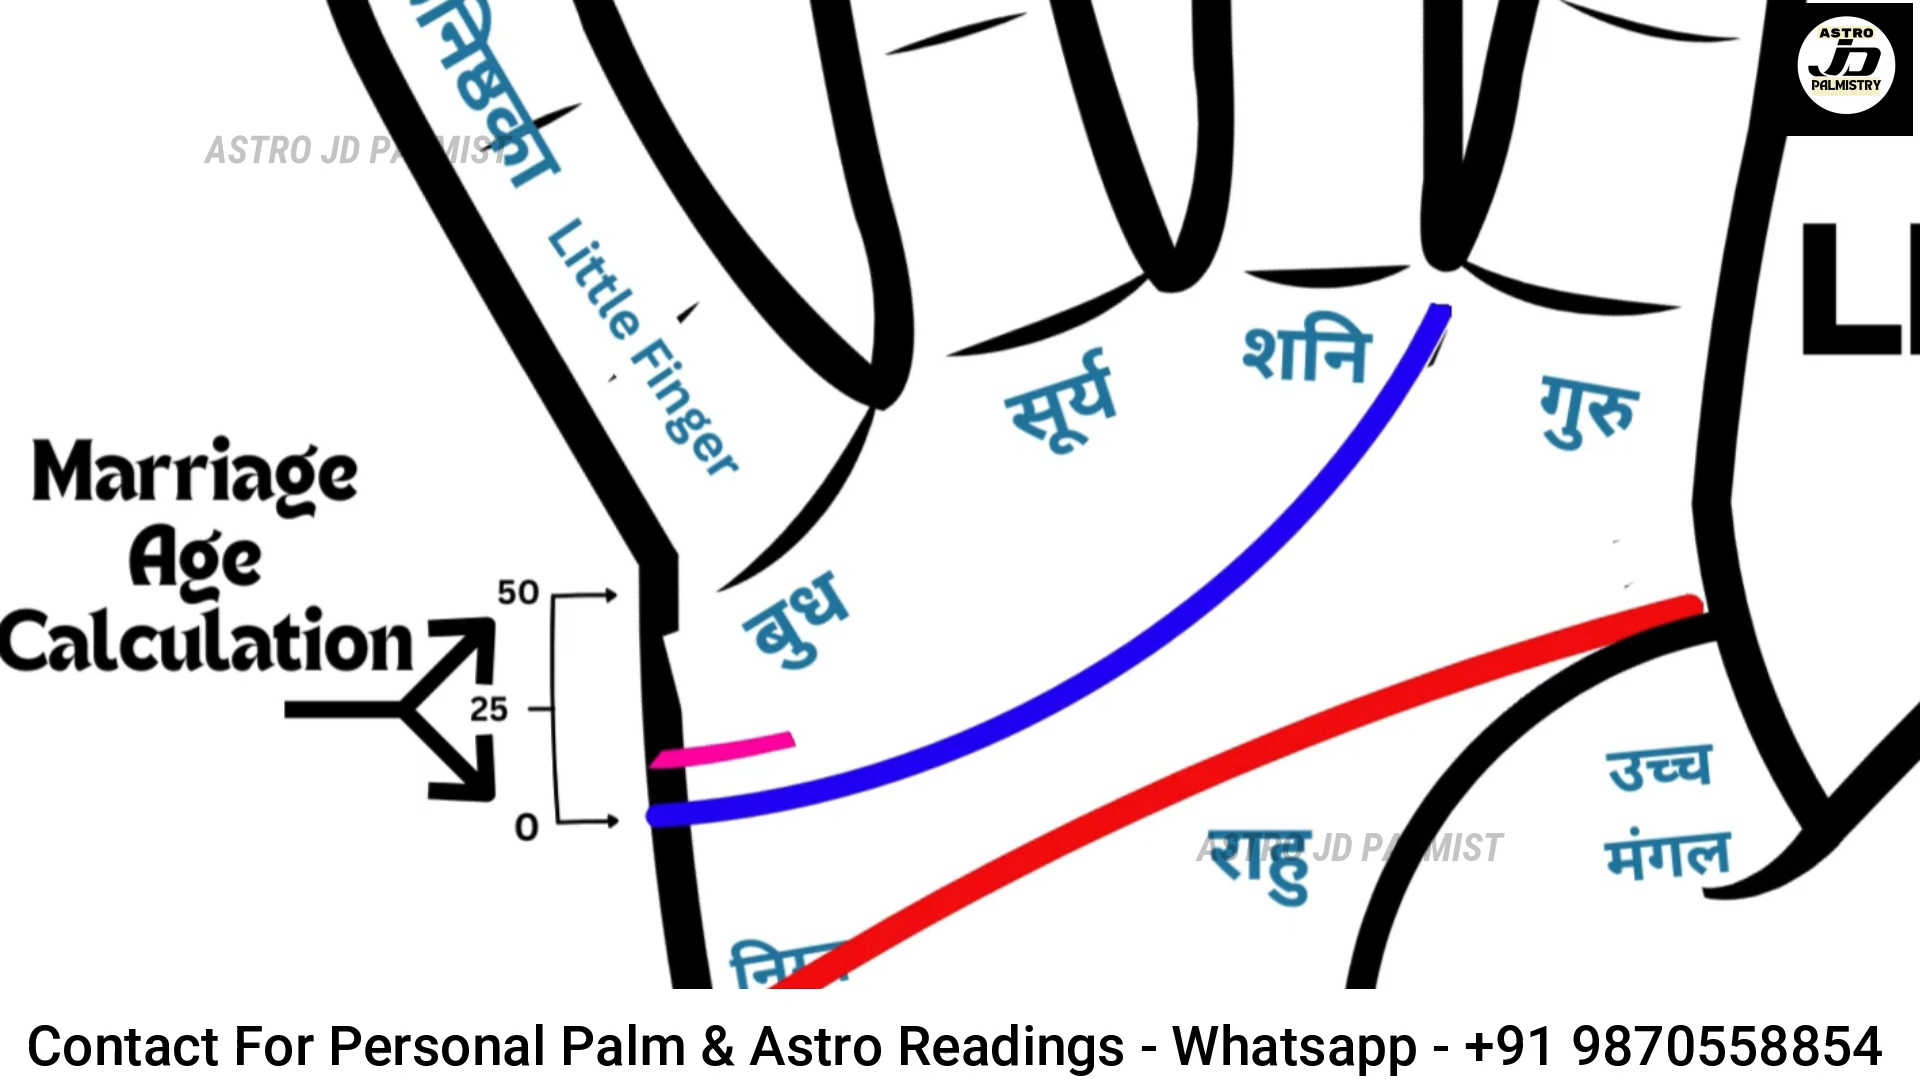 ASTRO
JD
PALMISTRY
Little Finger
सूर्य
शनि
गुरु
Marriage
Age
Calculation
50
25
0
बुध
उच्च
मंगल
राहु
Contact For Personal Palm & Astro Readings - Whatsapp - +91 9870558854